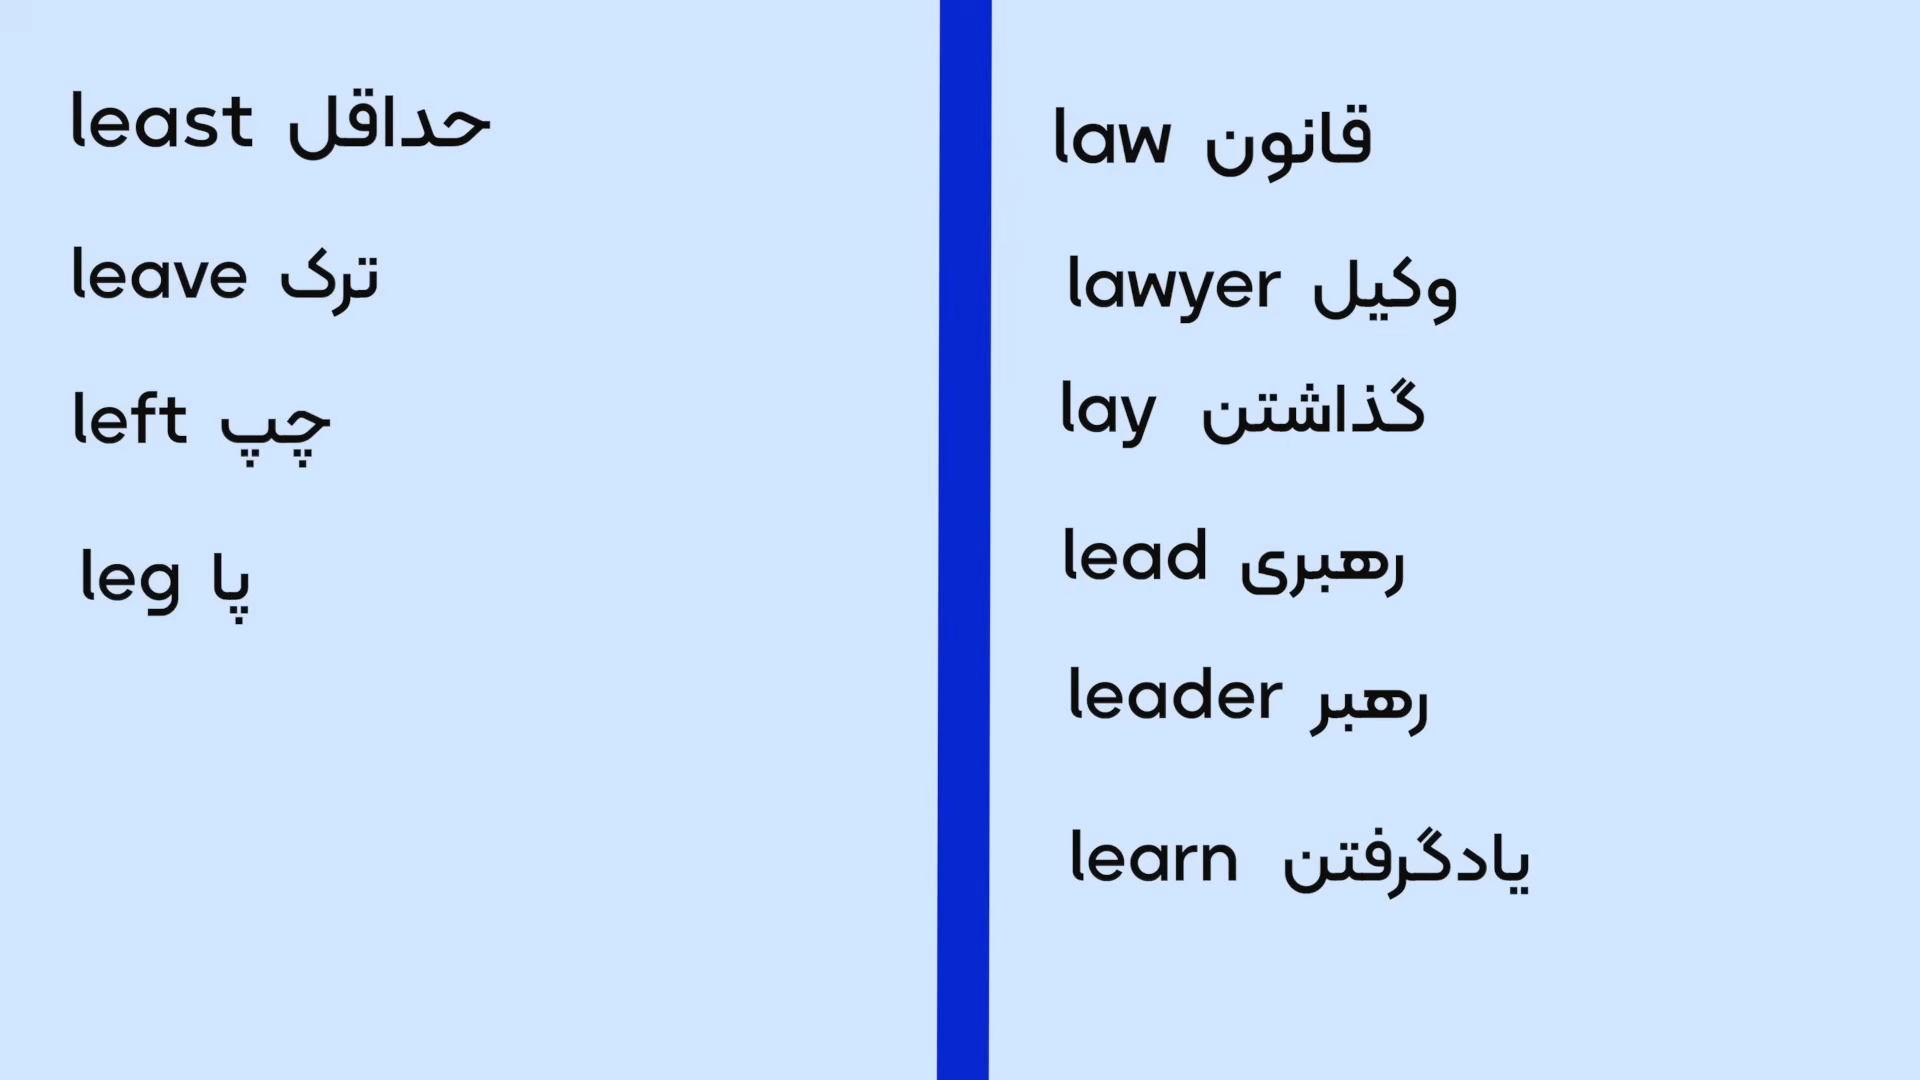 least حداقل
leave ترک
left چپ
leg پا
law قانون
lawyer وکیل
lay گذاشتن
lead رهبری
leader رهبر
learn یادگرفتن